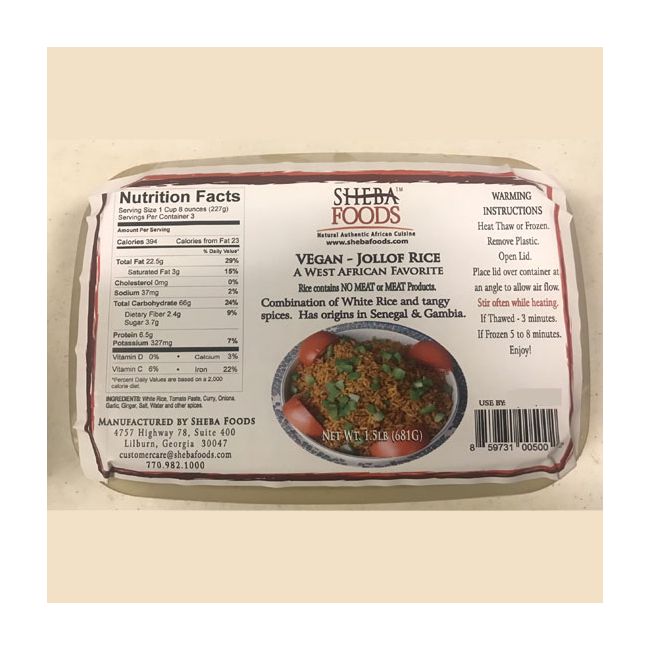 Nutrition Facts
Serving Size 1 Cup 8 ounces (227g)
Servings Per Container 3
Amount Per Serving
Calories 394 Calories from Fat 23
% Daily Value*
Total Fat 22.5g 29%
Saturated Fat 3g 15%
Cholesterol 0mg 0%
Sodium 37mg 2%
Total Carbohydrate 66g 24%
Dietary Fiber 2.4g 9%
Sugar 3.7g
Protein 6.5g
Potassium 327mg 7%
Vitamin D 0% • Calcium 3%
Vitamin C 6% • Iron 22%
*Percent Daily Values are based on a 2,000
calorie diet.
INGREDIENTS: White Rice, Tomato Paste, Curry, Onions,
Garlic, Ginger, Salt, Water and other spices.
MANUFACTURED BY SHEBA FOODS
4757 Highway 78, Suite 400
Lilburn, Georgia 30047
customercare@shebafoods.com
770.982.1000
SHEBA™
FOODS
Natural Authentic African Cuisine
www.shebafoods.com
VEGAN - JOLLOF RICE
A WEST AFRICAN FAVORITE
Rice contains NO MEAT or MEAT Products.
Combination of White Rice and tangy
spices. Has origins in Senegal & Gambia.
NET WT. 1.5LB (681G)
WARMING
INSTRUCTIONS
Heat Thaw or Frozen.
Remove Plastic.
Open Lid.
Place lid over container at
an angle to allow air flow.
Stir often while heating.
If Thawed - 3 minutes.
If Frozen 5 to 8 minutes.
Enjoy!
USE BY:
8 59731 00500